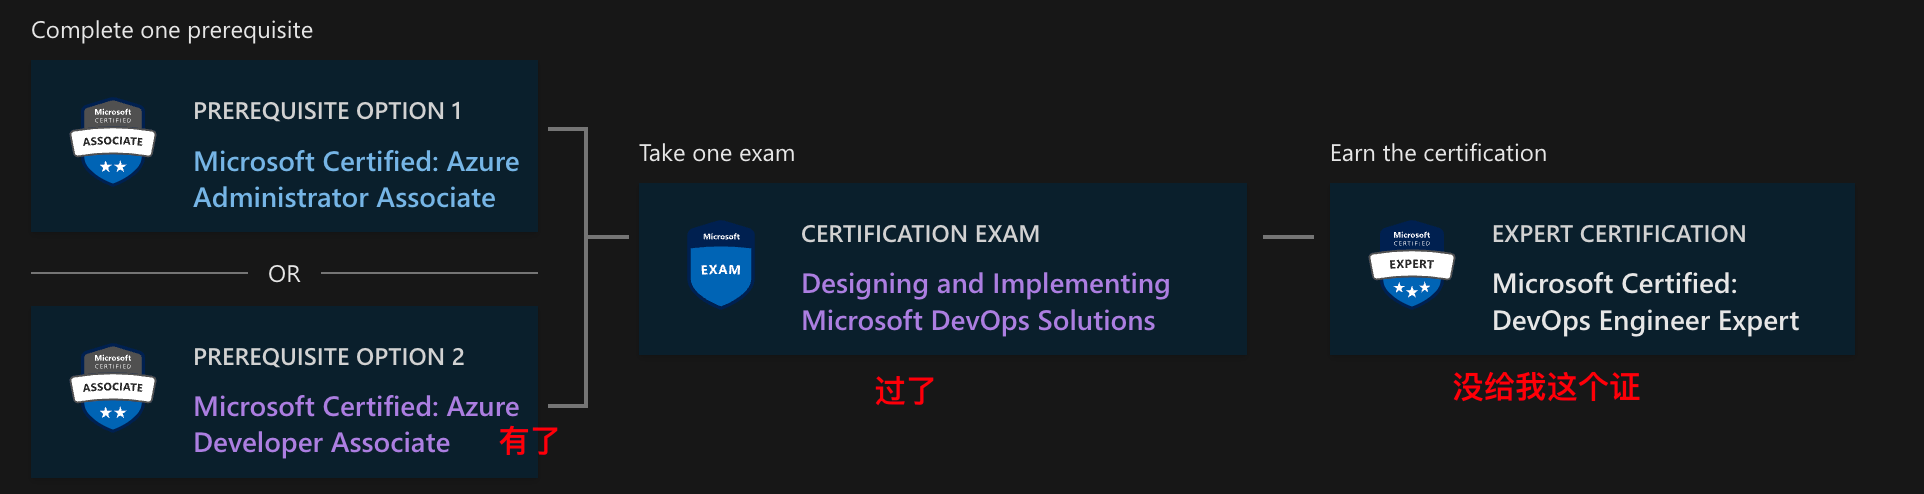 Complete one prerequisite
Microsoft
CERTIFIED
ASSOCIATE
PREREQUISITE OPTION 1
Microsoft Certified: Azure
Administrator Associate
OR
Microsoft
CERTIFIED
ASSOCIATE
PREREQUISITE OPTION 2
Microsoft Certified: Azure
Developer Associate
有了
Take one exam
Microsoft
EXAM
CERTIFICATION EXAM
Designing and Implementing
Microsoft DevOps Solutions
过了
Earn the certification
Microsoft
CERTIFIED
EXPERT
EXPERT CERTIFICATION
Microsoft Certified:
DevOps Engineer Expert
没给我这个证